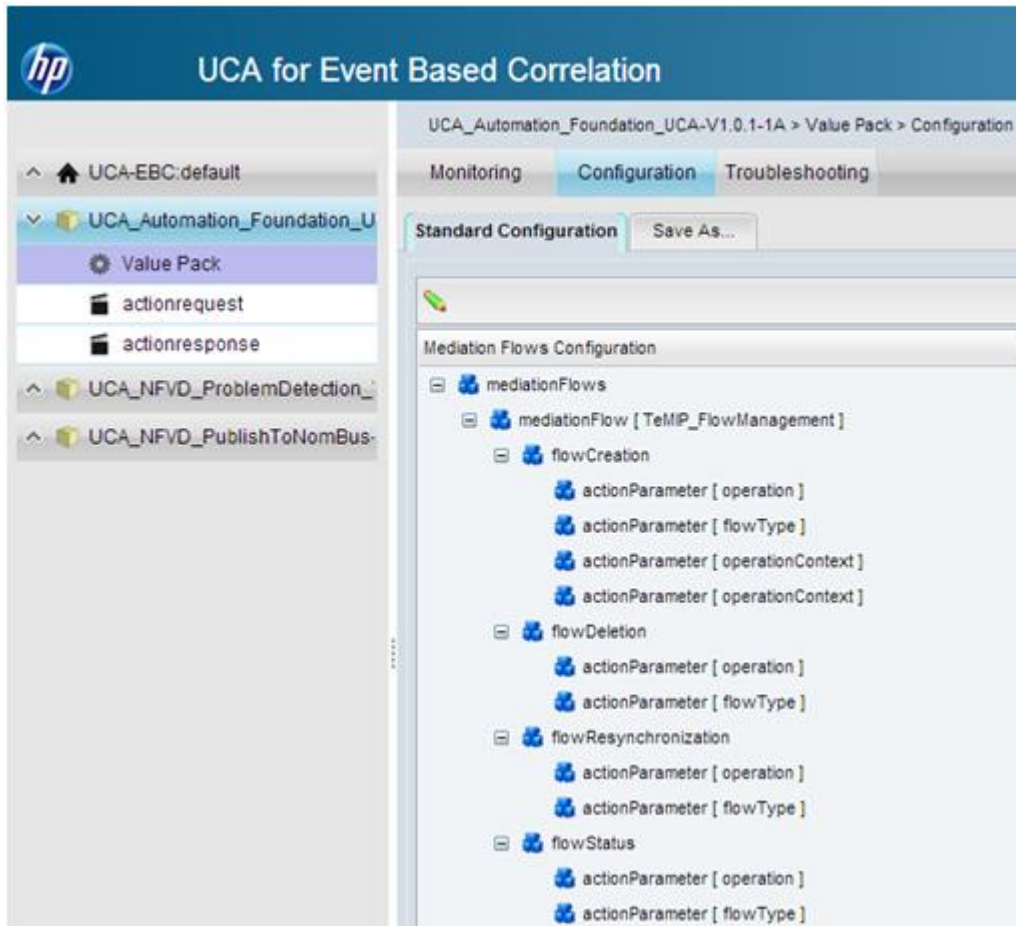 hp
UCA for Event Based Correlation
UCA_Automation_Foundation_UCA-V1.0.1-1A > Value Pack > Configuration
UCA-EBC:default
UCA_Automation_Foundation_U
Value Pack
actionrequest
actionresponse
UCA_NFVD_ProblemDetection_
UCA_NFVD_PublishToNomBus-
Monitoring Configuration Troubleshooting
Standard Configuration Save As...
Mediation Flows Configuration
mediationFlows
mediationFlow [ TeMIP_FlowManagement ]
flowCreation
actionParameter [ operation ]
actionParameter [ flowType ]
actionParameter [ operationContext ]
actionParameter [ operationContext ]
flowDeletion
actionParameter [ operation ]
actionParameter [ flowType ]
flowResynchronization
actionParameter [ operation ]
actionParameter [ flowType ]
flowStatus
actionParameter [ operation ]
actionParameter [ flowType ]